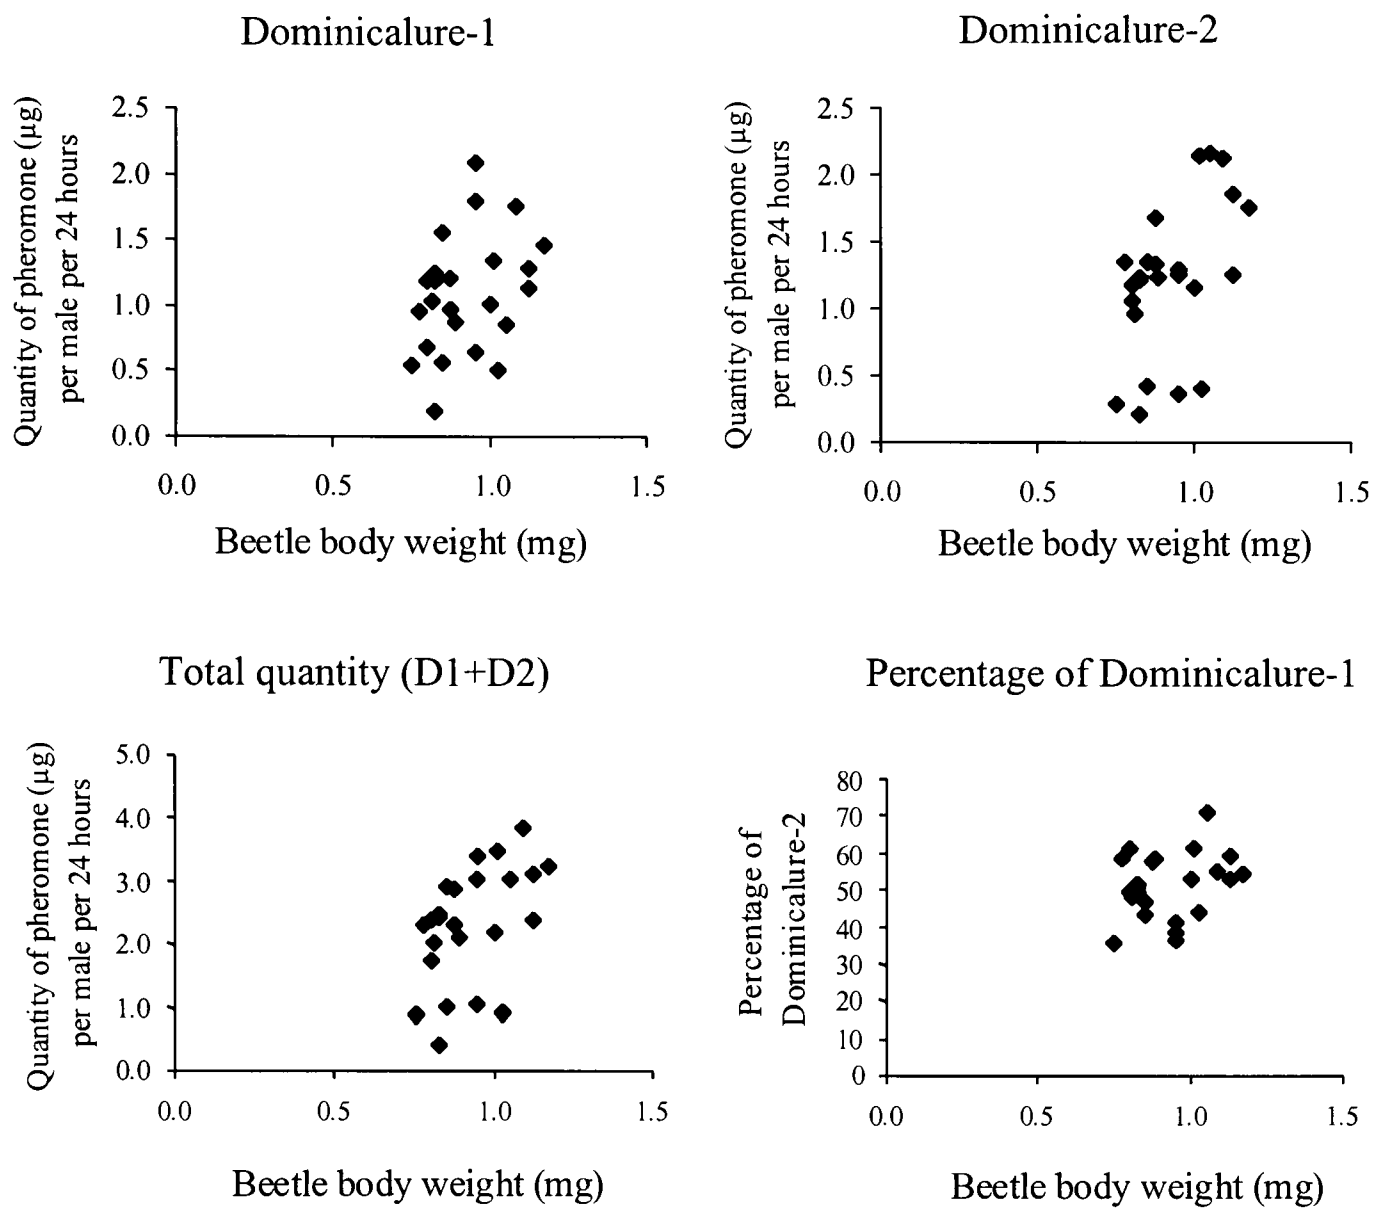 Dominicalure-1
Quantity of pheromone (µg)
per male per 24 hours
2.5
2.0
1.5
1.0
0.5
0.0
0.0 0.5 1.0 1.5
Beetle body weight (mg)
Dominicalure-2
Quantity of pheromone (µg)
per male per 24 hours
2.5
2.0
1.5
1.0
0.5
0.0
0.0 0.5 1.0 1.5
Beetle body weight (mg)
Total quantity (D1+D2)
Quantity of pheromone (µg)
per male per 24 hours
5.0
4.0
3.0
2.0
1.0
0.0
0.0 0.5 1.0 1.5
Beetle body weight (mg)
Percentage of Dominicalure-1
Percentage of
Dominicalure-2
80
70
60
50
40
30
20
10
0
0.0 0.5 1.0 1.5
Beetle body weight (mg)